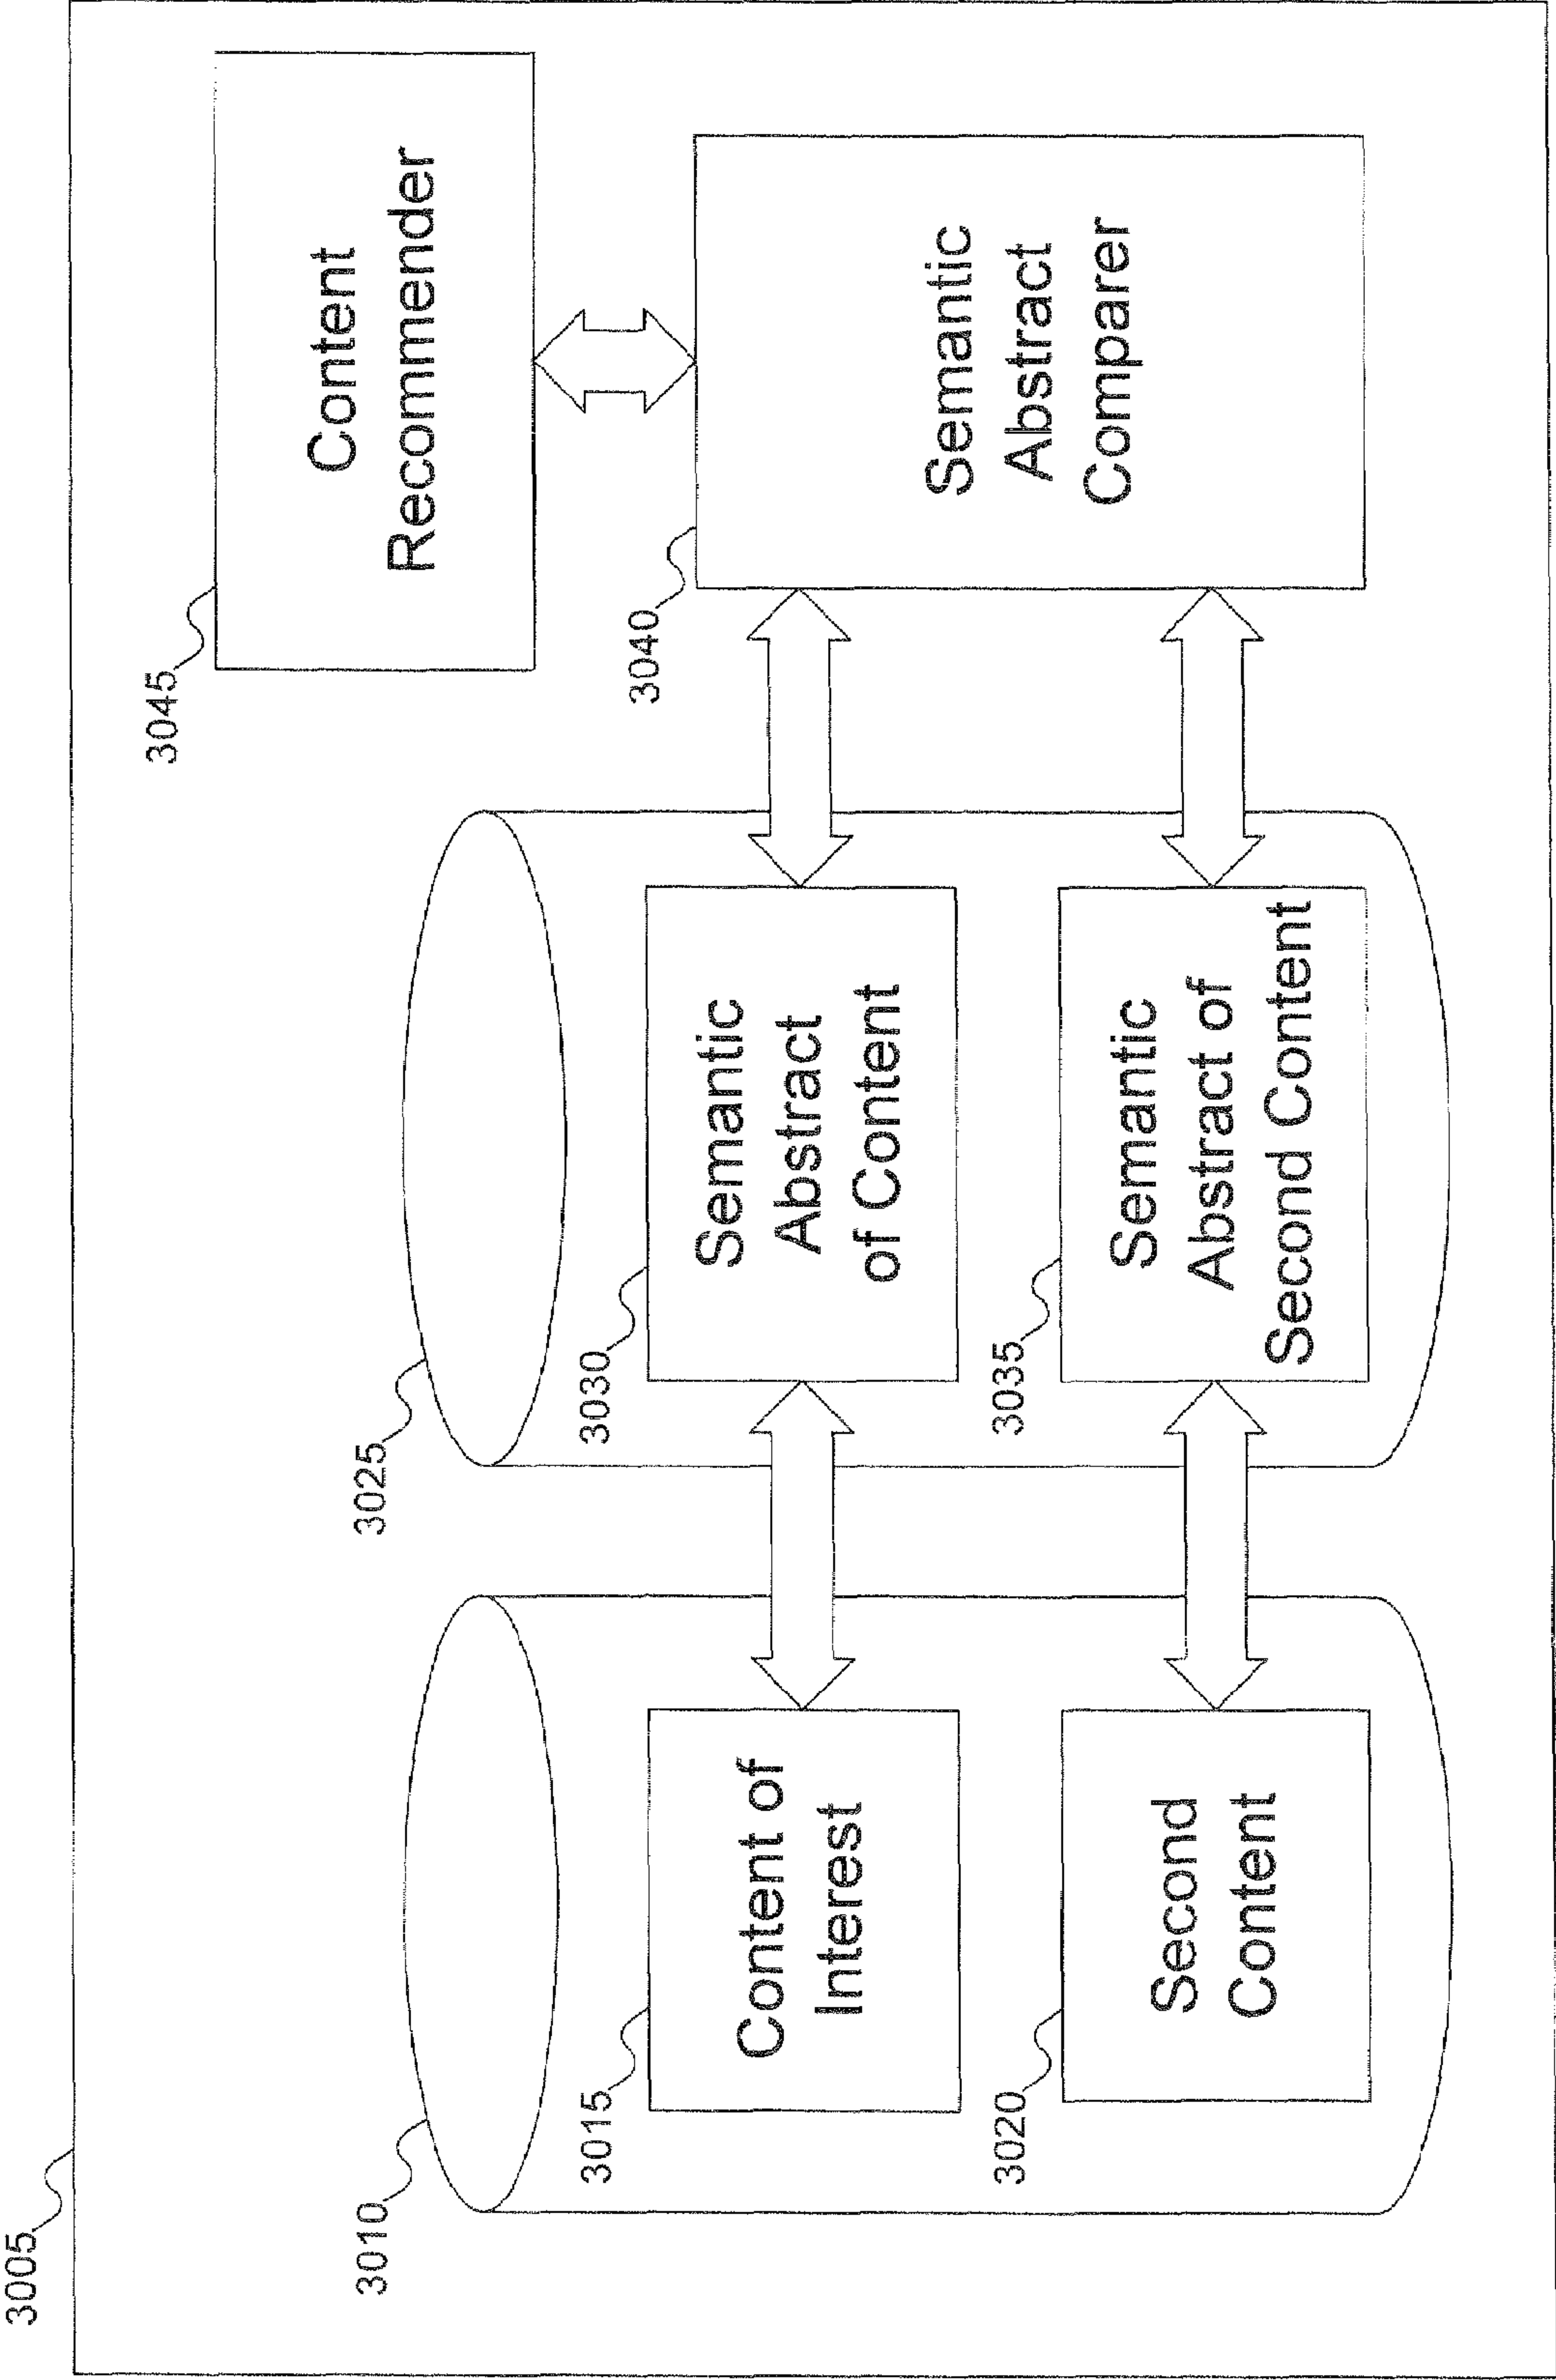 3005
3010
3015
Content of
Interest
3020
Second
Content
3025
3030
Semantic
Abstract
of Content
3035
Semantic
Abstract of
Second Content
3045
Content
Recommender
3040
Semantic
Abstract
Comparer